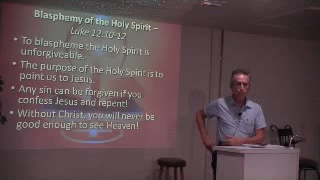 Blasphemy of the Holy Spirit –
Luke 12:10-12
• To blaspheme the Holy Spirit is
unforgiveable.
• The purpose of the Holy Spirit is to
point us to Jesus.
• Any sin can be forgiven if you
confess Jesus and repent!
• Without Christ, you will never be
good enough to see Heaven!